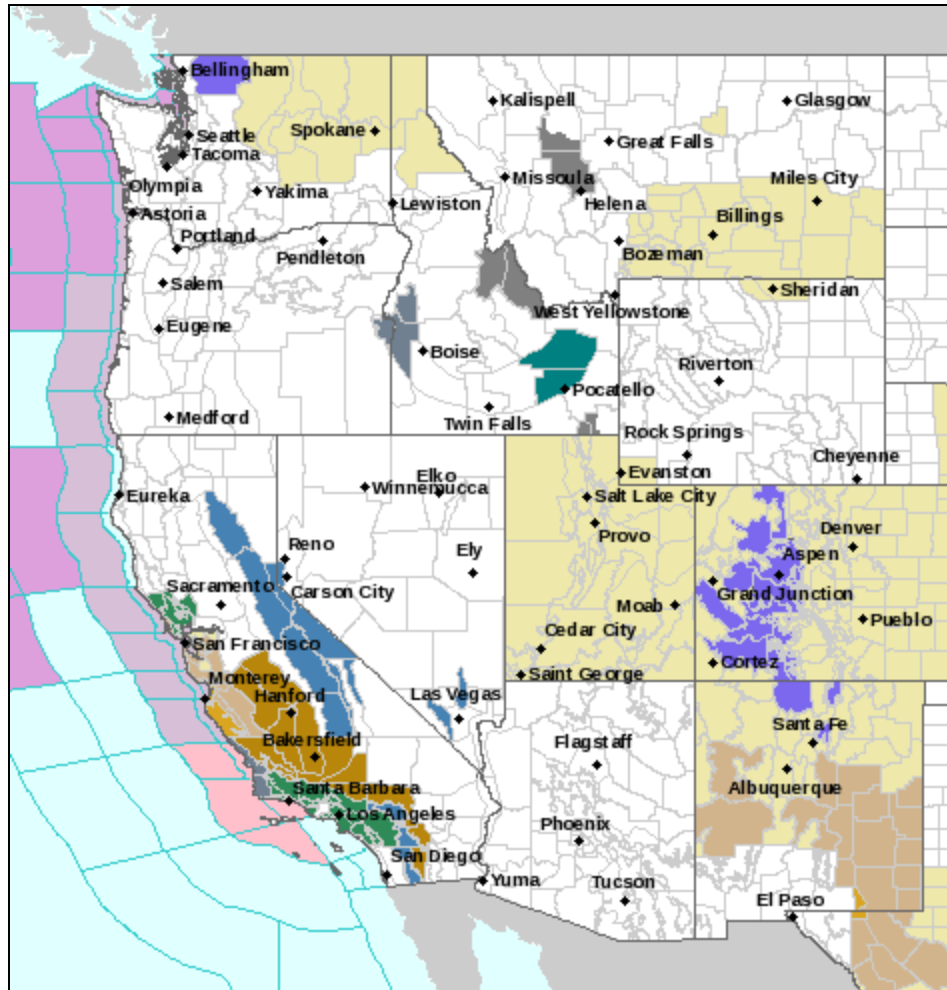 Bellingham
Kalispell
Glasgow
Seattle
Spokane
Great Falls
Tacoma
Olympia
Yakima
Missoula
Miles City
Astoria
Lewiston
Helena
Billings
Portland
Pendleton
Bozeman
Salem
Sheridan
Eugene
West Yellowstone
Boise
Riverton
Pocatello
Medford
Twin Falls
Rock Springs
Cheyenne
Eureka
Elko
Winnemucca
Evanston
Salt Lake City
Provo
Denver
Reno
Ely
Aspen
Sacramento
Carson City
Grand Junction
Moab
Pueblo
San Francisco
Cedar City
Cortez
Monterey
Saint George
Hanford
Las Vegas
Santa Fe
Bakersfield
Flagstaff
Albuquerque
Santa Barbara
Los Angeles
Phoenix
San Diego
Yuma
Tucson
El Paso